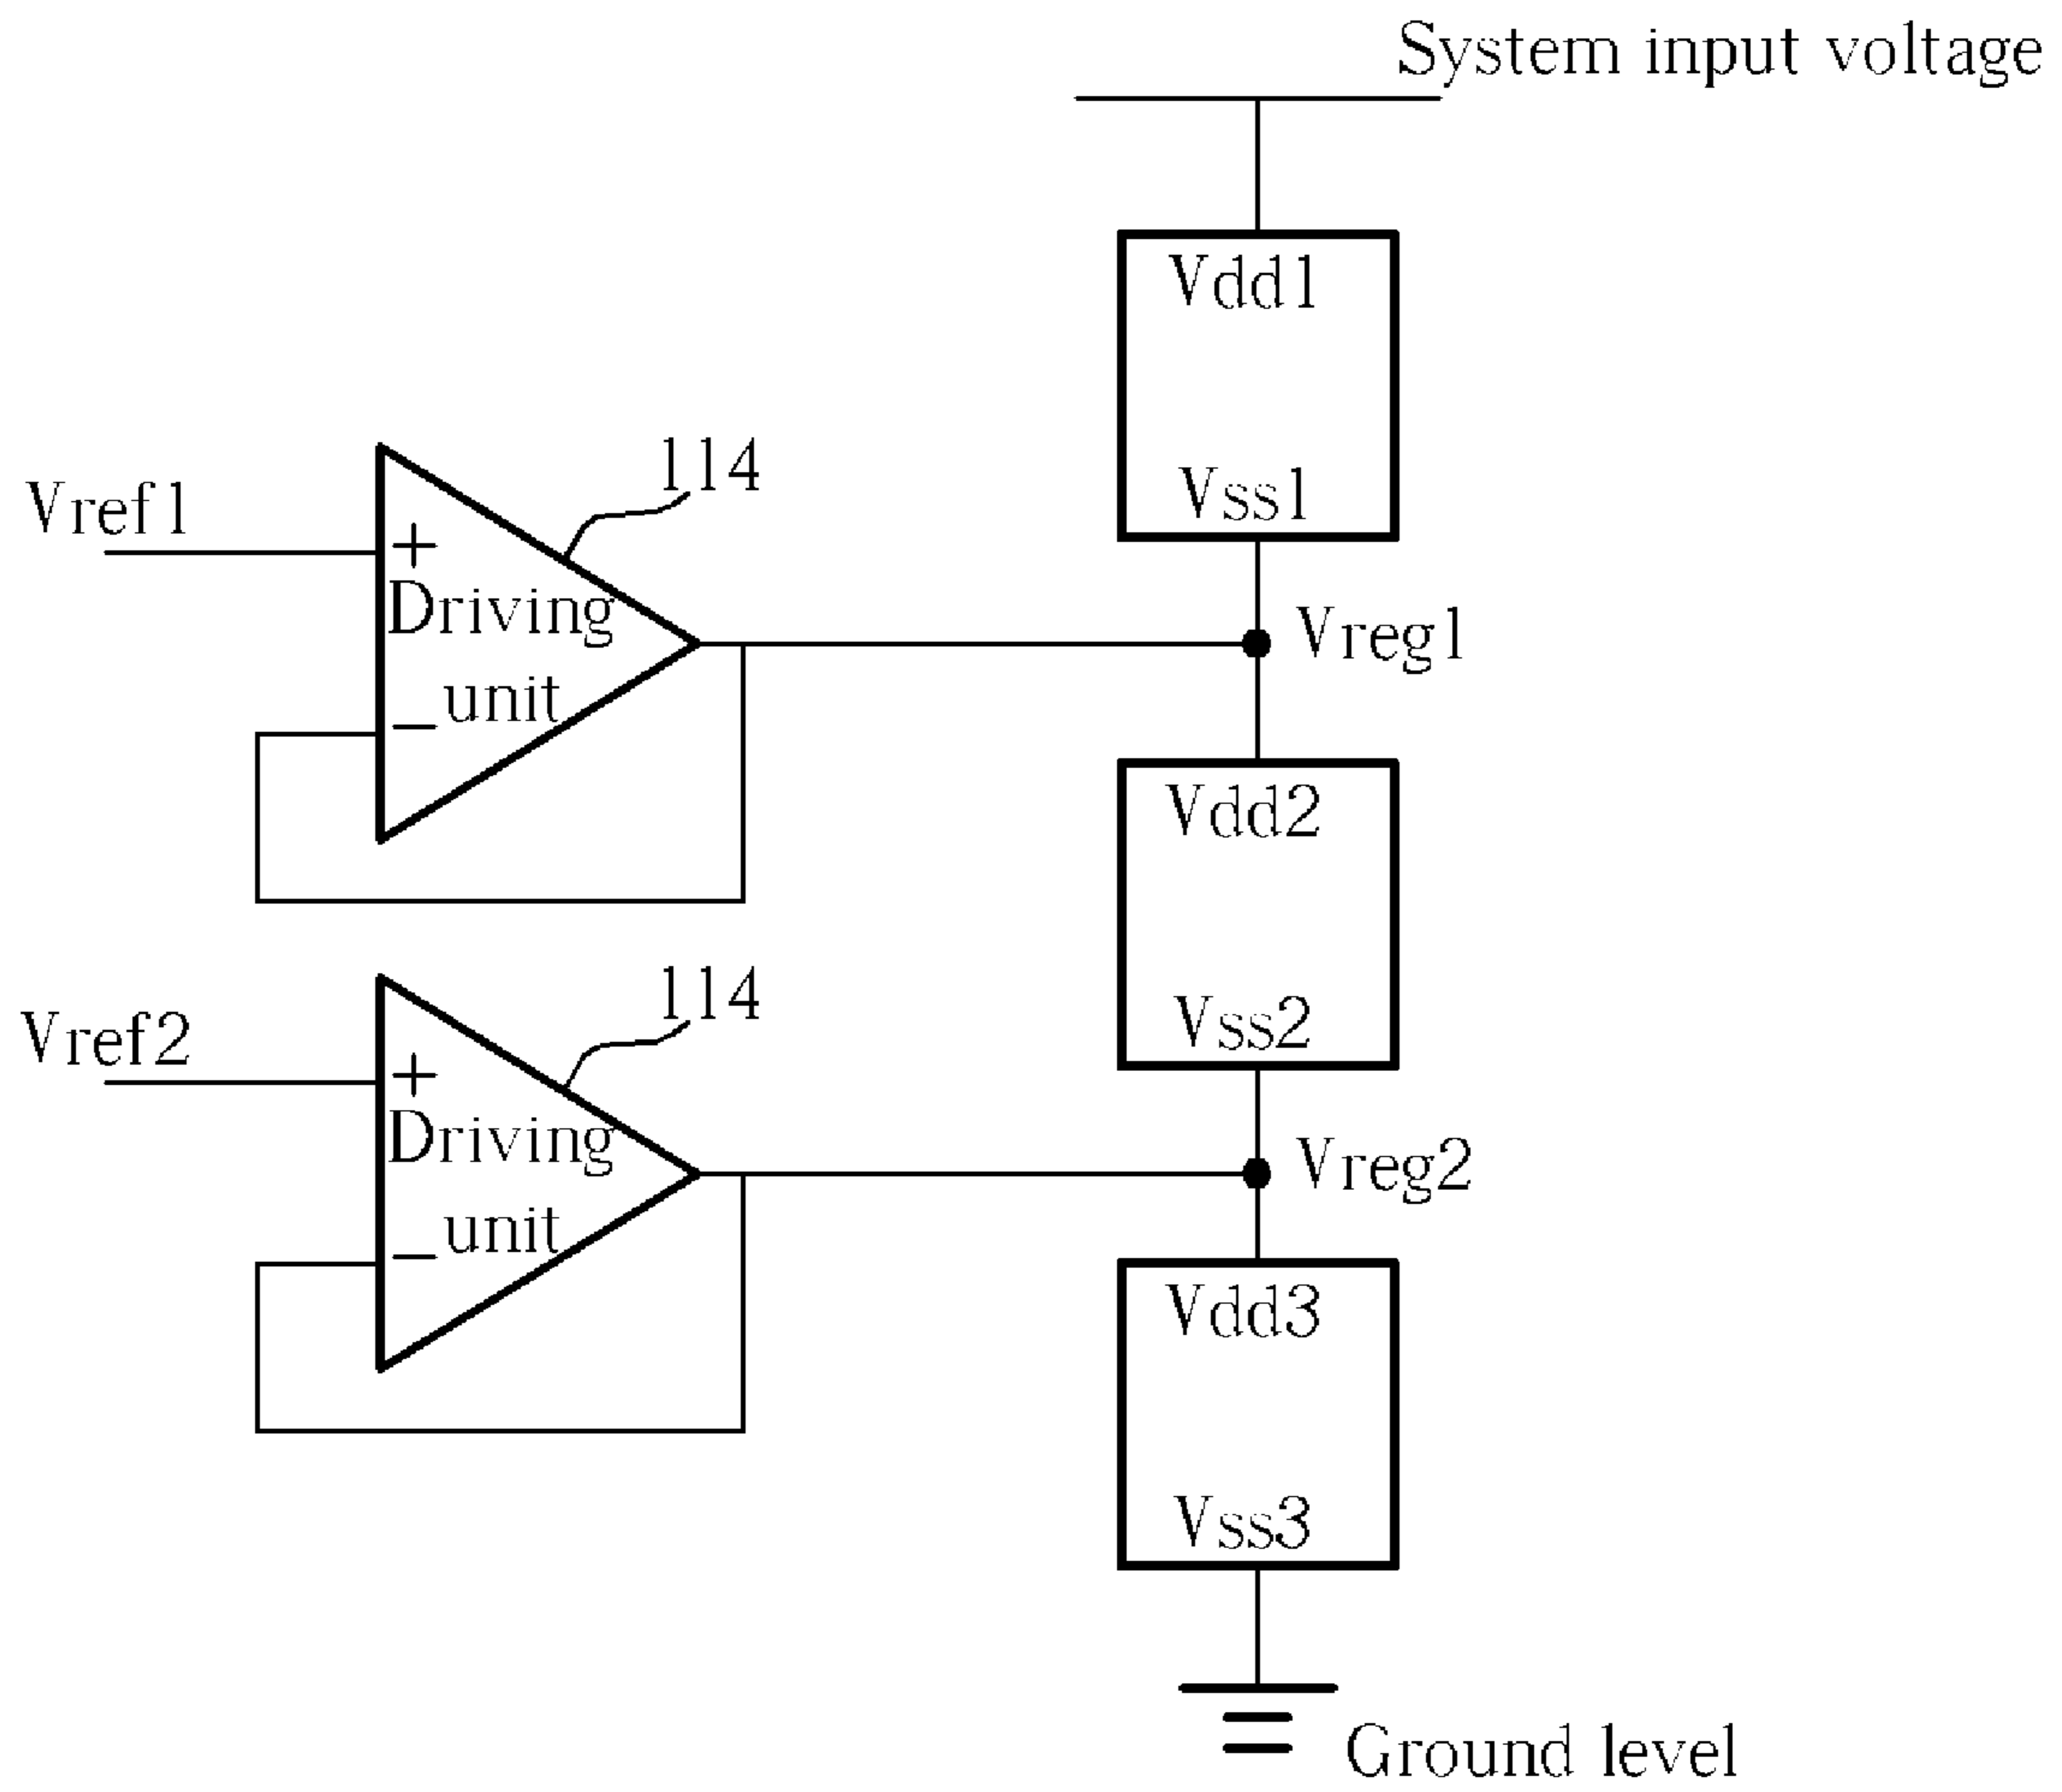 System input voltage
Vdd1
Vss1
114
Vref1
+
Driving
Vreg1
_unit
−
Vdd2
Vss2
114
Vref2
+
Driving
Vreg2
_unit
−
Vdd3
Vss3
Ground level